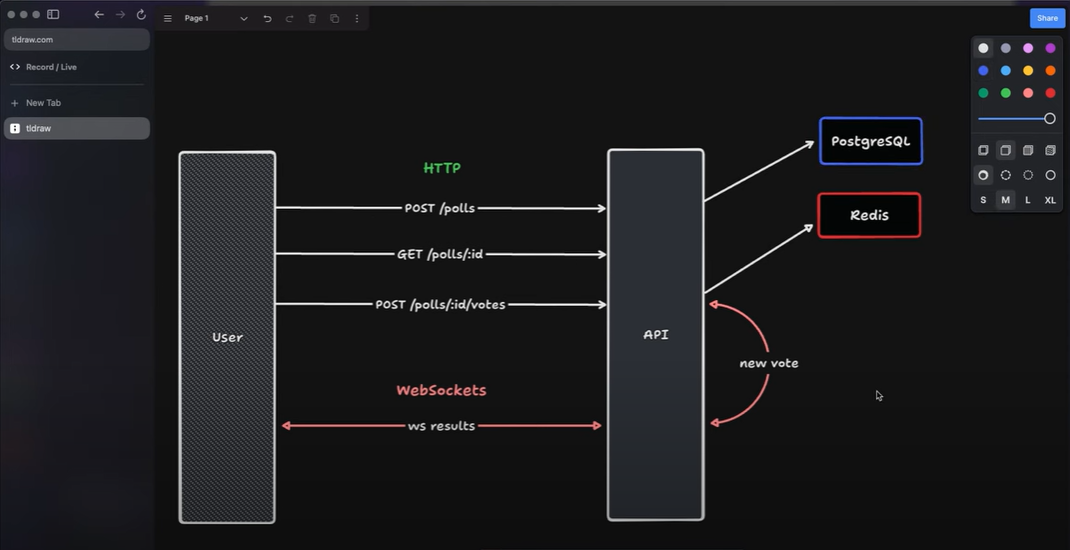 Page 1
Share
tldraw.com
Record / Live
New Tab
tldraw
HTTP
POST /polls
GET /polls/:id
POST /polls/:id/votes
User
API
WebSockets
ws results
new vote
PostgreSQL
Redis
S M L XL